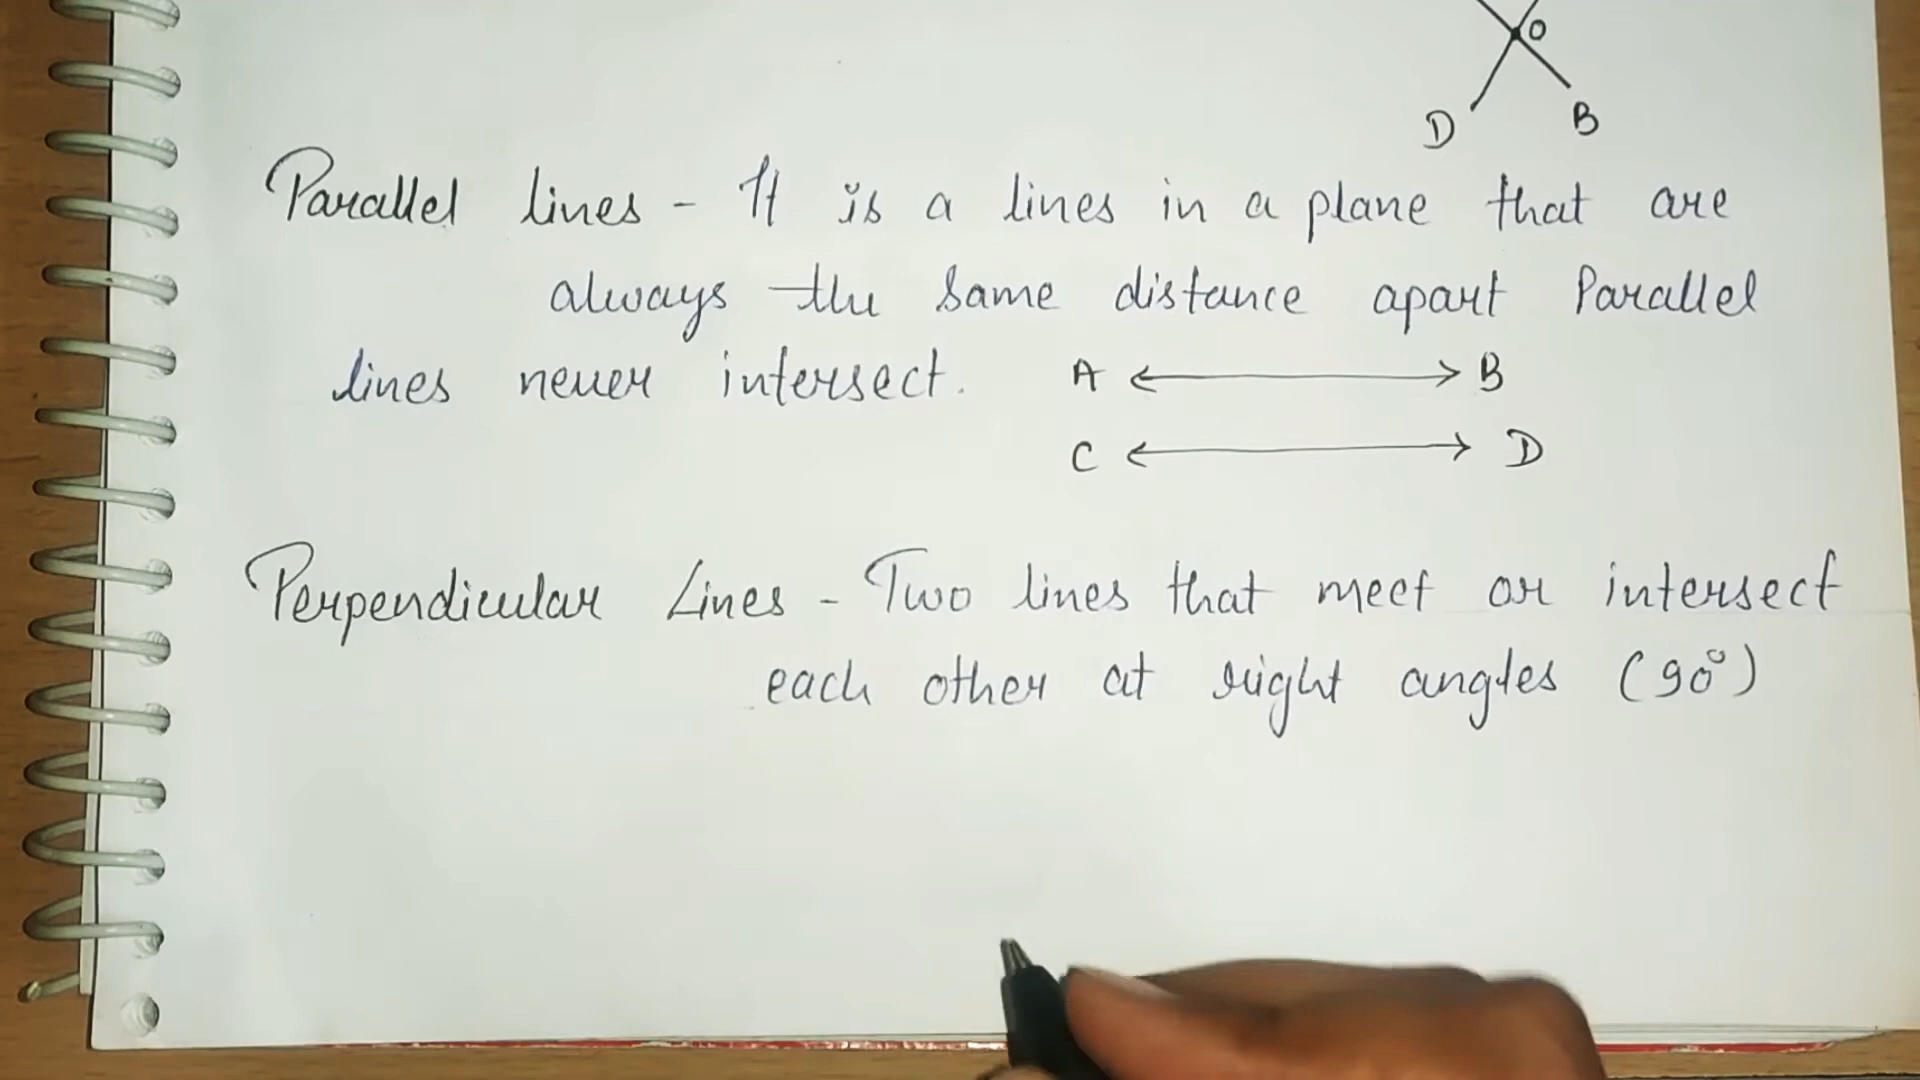 O
D B
Parallel lines - It is a lines in a plane that are
always the same distance apart Parallel
lines never intersect. A B
C D
Perpendicular Lines - Two lines that meet or intersect
each other at right angles (90°)